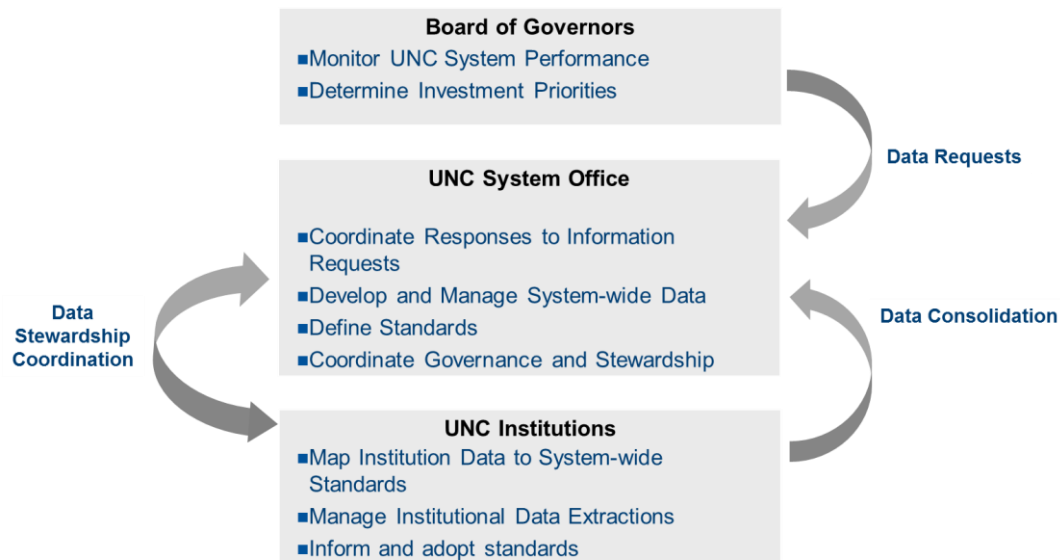 Board of Governors
■Monitor UNC System Performance
■Determine Investment Priorities
Data Requests
UNC System Office
■Coordinate Responses to Information
Requests
■Develop and Manage System-wide Data
■Define Standards
■Coordinate Governance and Stewardship
Data
Stewardship
Coordination
Data Consolidation
UNC Institutions
■Map Institution Data to System-wide
Standards
■Manage Institutional Data Extractions
■Inform and adopt standards